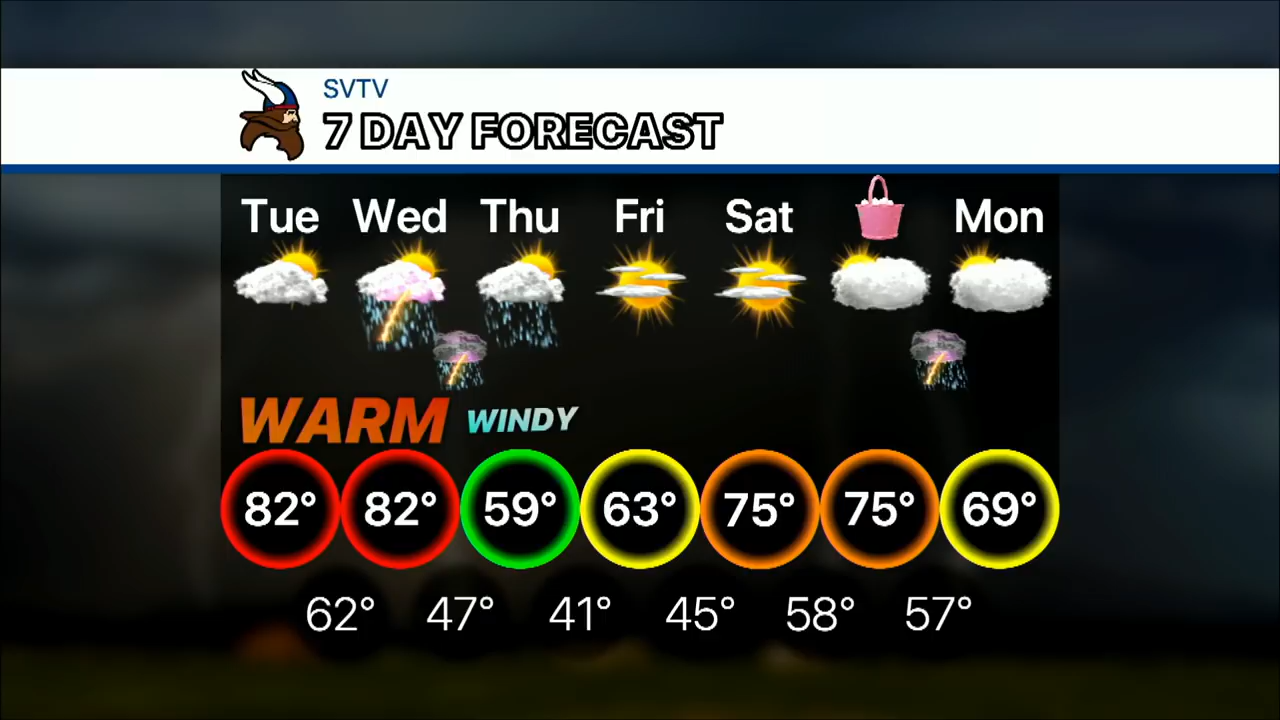 SVTV
7 DAY FORECAST
Tue Wed Thu Fri Sat Mon
WARM WINDY
82° 82° 59° 63° 75° 75° 69°
62° 47° 41° 45° 58° 57°